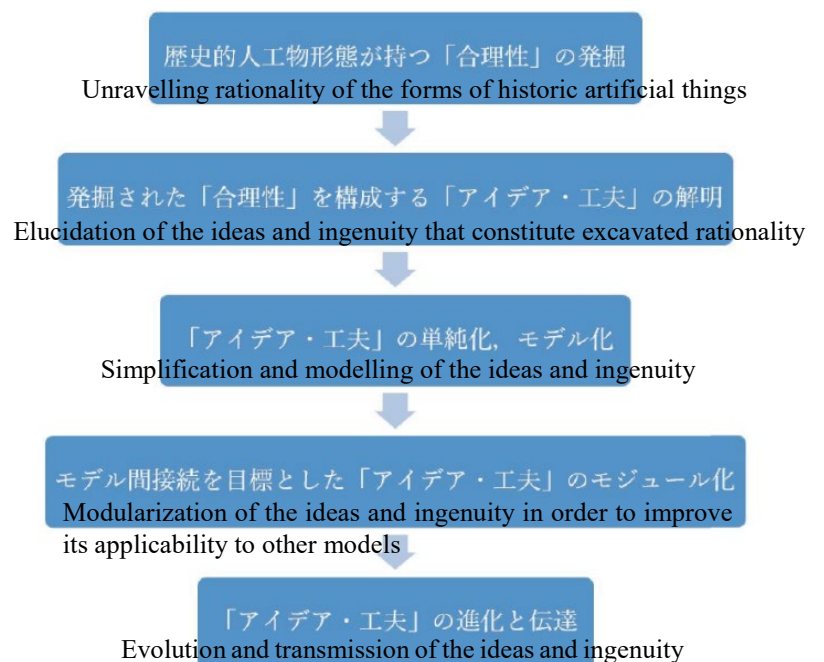 歴史的人工物形態が持つ「合理性」の発掘
Unravelling rationality of the forms of historic artificial things
発掘された「合理性」を構成する「アイデア・工夫」の解明
Elucidation of the ideas and ingenuity that constitute excavated rationality
「アイデア・工夫」の単純化，モデル化
Simplification and modelling of the ideas and ingenuity
モデル間接続を目標とした「アイデア・工夫」のモジュール化
Modularization of the ideas and ingenuity in order to improve
its applicability to other models
「アイデア・工夫」の進化と伝達
Evolution and transmission of the ideas and ingenuity